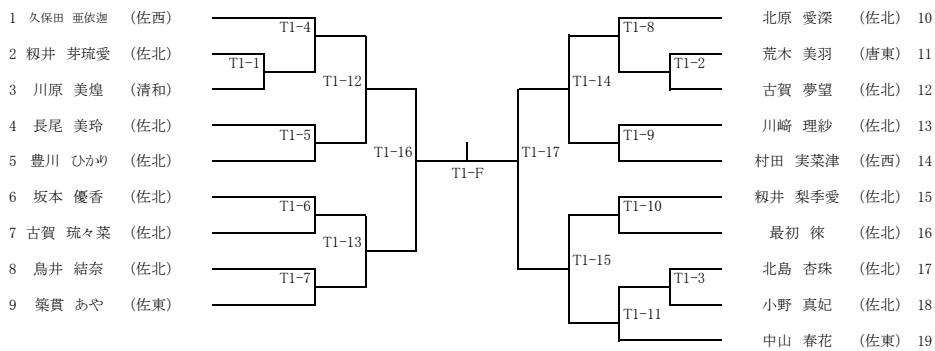 1 久保田 亜依迦 (佐西)
2 籾井 芽琉愛 (佐北)
3 川原 美煌 (清和)
4 長尾 美玲 (佐北)
5 豊川 ひかり (佐北)
6 坂本 優香 (佐北)
7 古賀 琉々菜 (佐北)
8 鳥井 結奈 (佐北)
9 築貫 あや (佐東)
T1-4
T1-1
T1-12
T1-5
T1-16
T1-6
T1-13
T1-7
T1-F
T1-8
T1-2
T1-14
T1-9
T1-17
T1-10
T1-15
T1-3
T1-11
北原 愛深 (佐北) 10
荒木 美羽 (唐東) 11
古賀 夢望 (佐北) 12
川﨑 理紗 (佐北) 13
村田 実菜津 (佐西) 14
籾井 梨季愛 (佐北) 15
最初 徠 (佐北) 16
北島 杏珠 (佐北) 17
小野 真妃 (佐北) 18
中山 春花 (佐東) 19